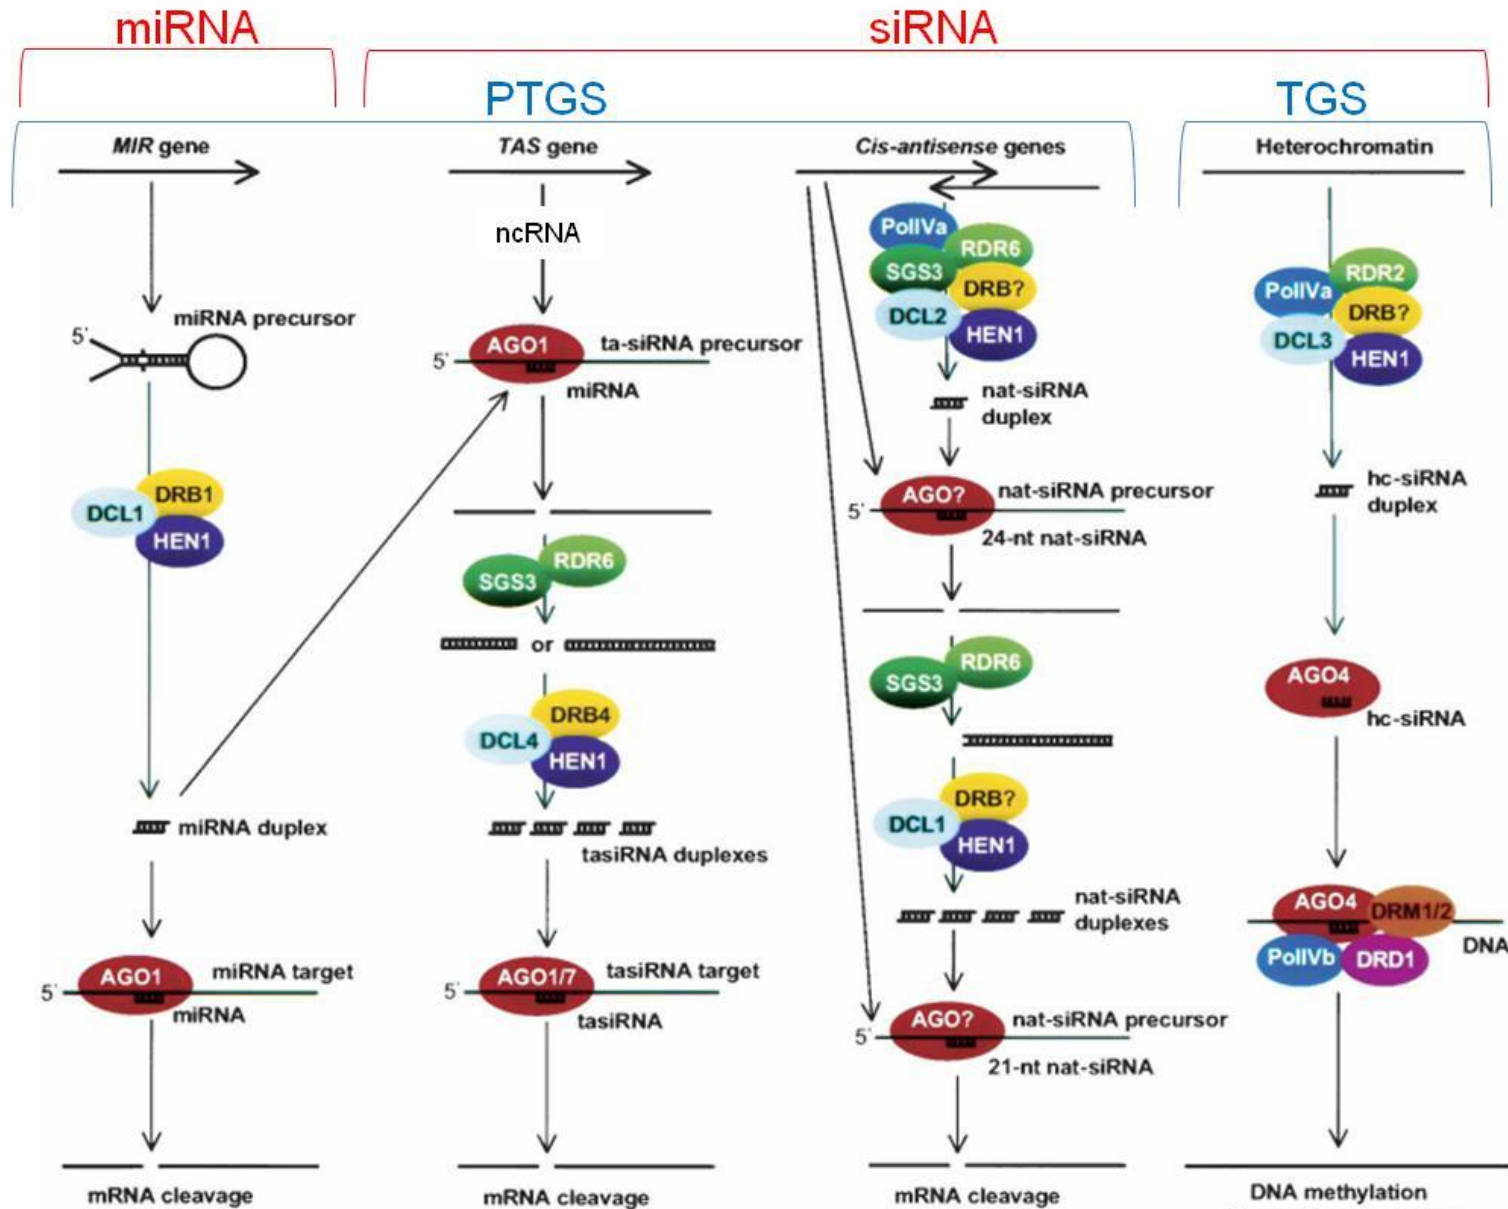 miRNA
siRNA
PTGS
TGS
MIR gene
miRNA precursor
5'
DCL1
DRB1
HEN1
miRNA duplex
AGO1
5'
miRNA target
miRNA
mRNA cleavage
TAS gene
ncRNA
AGO1
5'
ta-siRNA precursor
miRNA
SGS3
RDR6
or
DCL4
DRB4
HEN1
tasiRNA duplexes
AGO1/7
5'
tasiRNA target
tasiRNA
mRNA cleavage
Cis-antisense genes
PolIVa
RDR6
SGS3
DRB?
DCL2
HEN1
nat-siRNA
duplex
AGO?
5'
nat-siRNA precursor
24-nt nat-siRNA
RDR6
SGS3
DRB?
DCL1
HEN1
nat-siRNA
duplexes
AGO?
5'
nat-siRNA precursor
21-nt nat-siRNA
mRNA cleavage
Heterochromatin
RDR2
PolIVa
DRB?
DCL3
HEN1
hc-siRNA
duplex
AGO4
hc-siRNA
AGO4
DRM1/2
DNA
PolIVb
DRD1
DNA methylation